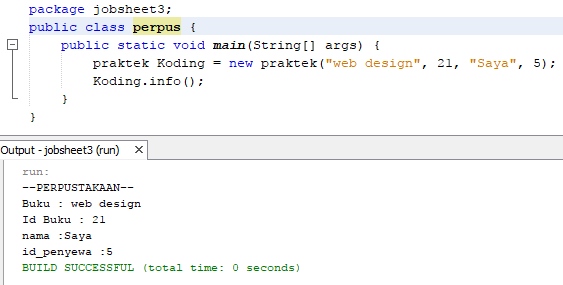 package jobsheet3;
public class perpus {
public static void main(String[] args) {
praktek Koding = new praktek("web design", 21, "Saya", 5);
Koding.info();
}
}
Output - jobsheet3 (run)
run:
--PERPUSTAKAAN--
Buku : web design
Id Buku : 21
nama :Saya
id_penyewa :5
BUILD SUCCESSFUL (total time: 0 seconds)